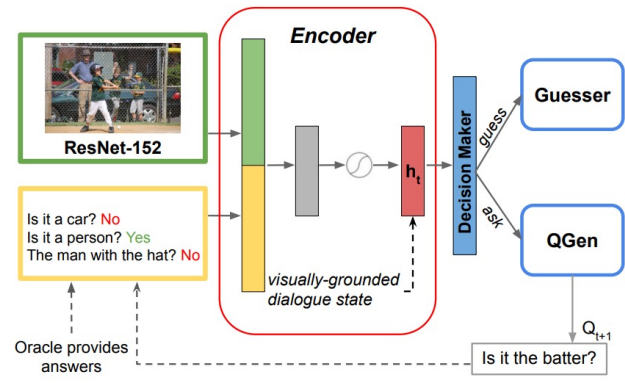 Encoder
ResNet-152
Is it a car? No
Is it a person? Yes
The man with the hat? No
h_t
visually-grounded
dialogue state
Decision Maker
guess
ask
Guesser
QGen
Q_{t+1}
Is it the batter?
Oracle provides
answers